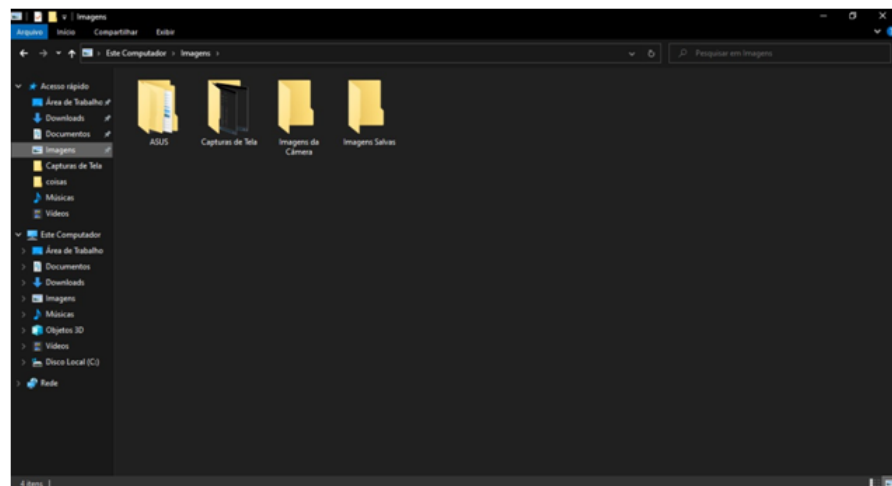 Imagens
Arquivo Início Compartilhar Exibir
Este Computador > Imagens >
Pesquisar em Imagens
Acesso rápido
Área de Trabalho
Downloads
Documentos
Imagens
Capturas de Tela
coisas
Músicas
Vídeos
Este Computador
Área de Trabalho
Documentos
Downloads
Imagens
Músicas
Objetos 3D
Vídeos
Disco Local (C:)
Rede
ASUS
Capturas de Tela
Imagens da
Câmera
Imagens Salvas
4 itens